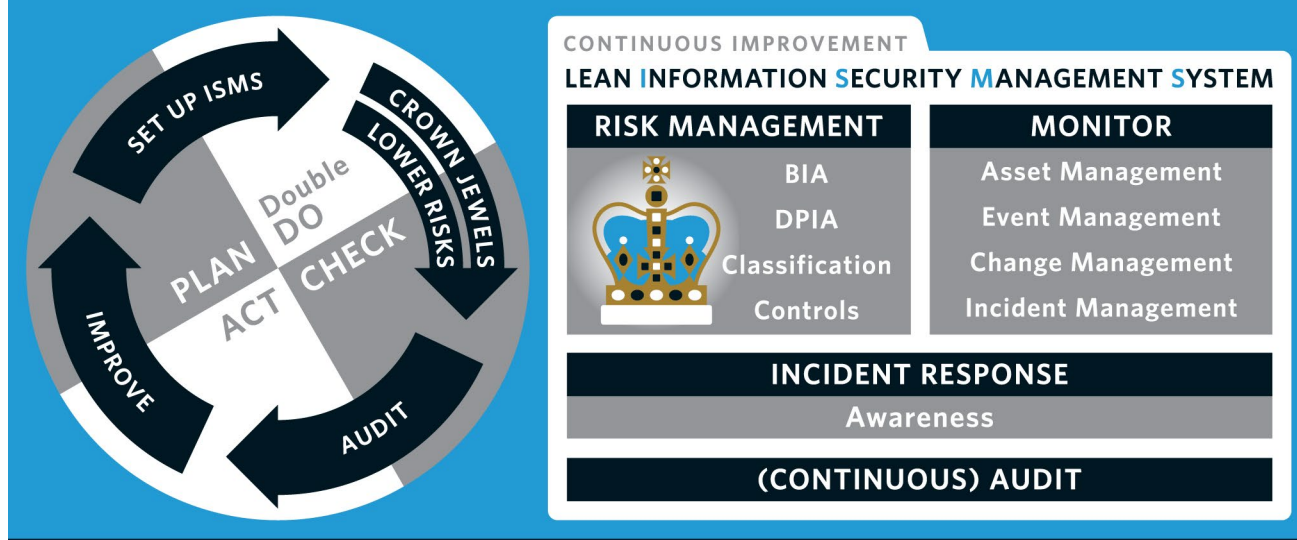 SET UP ISMS
CROWN JEWELS
LOWER RISKS
AUDIT
IMPROVE
PLAN
Double
DO
CHECK
ACT
CONTINUOUS IMPROVEMENT
LEAN INFORMATION SECURITY MANAGEMENT SYSTEM
RISK MANAGEMENT
BIA
DPIA
Classification
Controls
MONITOR
Asset Management
Event Management
Change Management
Incident Management
INCIDENT RESPONSE
Awareness
(CONTINUOUS) AUDIT